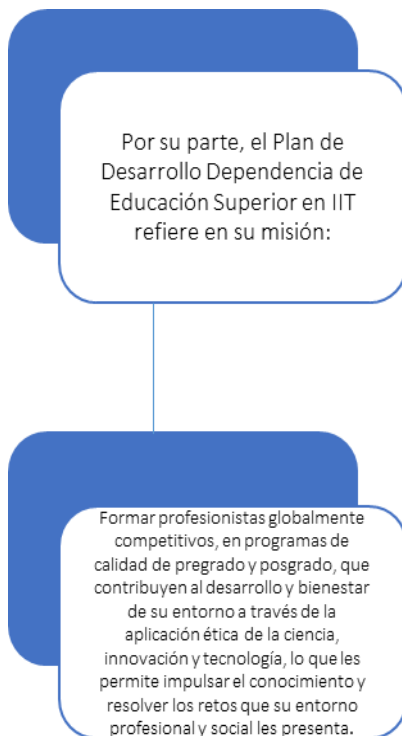 Por su parte, el Plan de
Desarrollo Dependencia de
Educación Superior en IIT
refiere en su misión:
Formar profesionistas globalmente
competitivos, en programas de
calidad de pregrado y posgrado, que
contribuyen al desarrollo y bienestar
de su entorno a través de la
aplicación ética de la ciencia,
innovación y tecnología, lo que les
permite impulsar el conocimiento y
resolver los retos que su entorno
profesional y social les presenta.